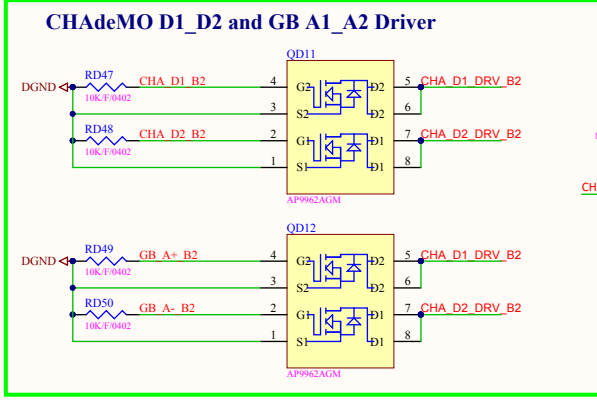 CHAdeMO D1_D2 and GB A1_A2 Driver
QD11
RD47
DGND
CHA_D1_B2
4
G2
D2
5
CHA_D1_DRV_B2
10K/F/0402
3
S2
D2
6
RD48
CHA_D2_B2
2
G1
D1
7
CHA_D2_DRV_B2
10K/F/0402
1
S1
D1
8
AP9962AGM
CH
QD12
RD49
DGND
GB_A+_B2
4
G2
D2
5
CHA_D1_DRV_B2
10K/F/0402
3
S2
D2
6
RD50
GB_A-_B2
2
G1
D1
7
CHA_D2_DRV_B2
10K/F/0402
1
S1
D1
8
AP9962AGM